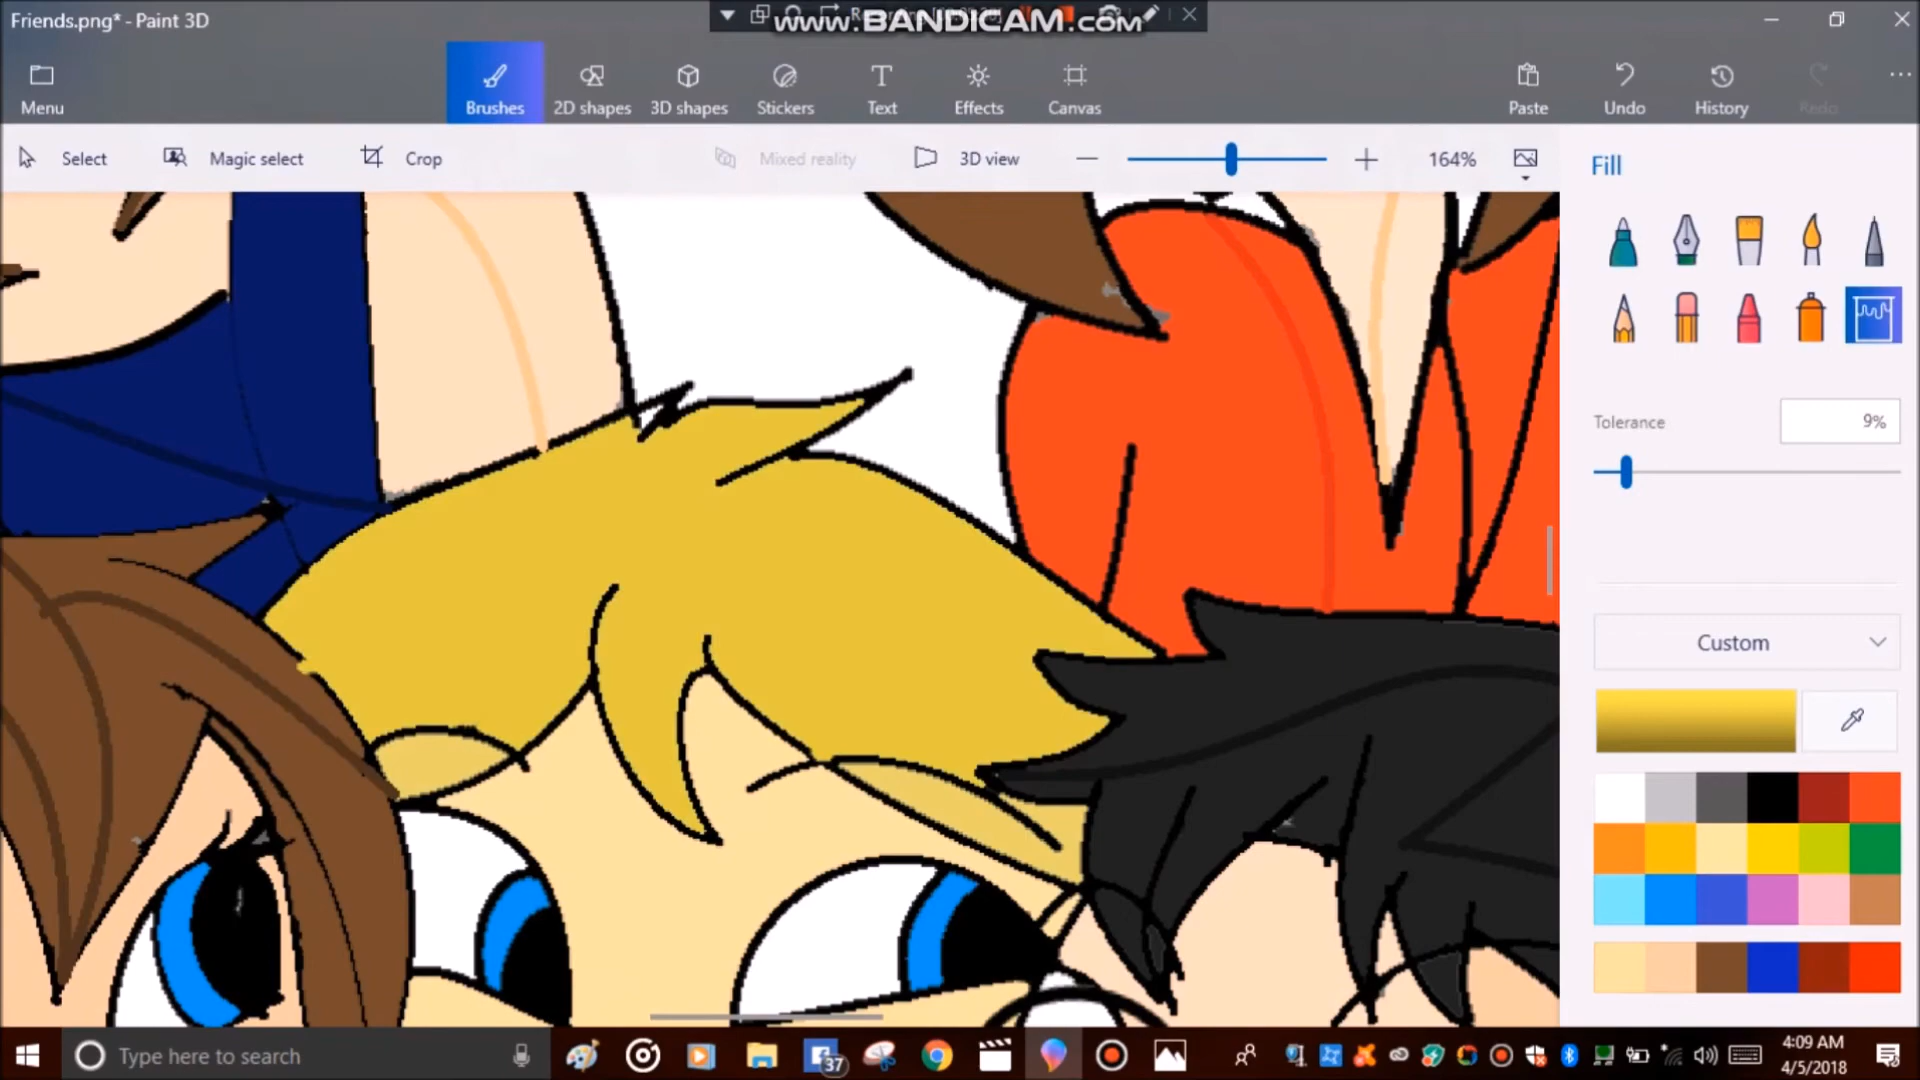 Friends.png* - Paint 3D
www.BANDICAM.com
Menu
Brushes
2D shapes
3D shapes
Stickers
Text
Effects
Canvas
Paste
Undo
History
Redo
Select
Magic select
Crop
Mixed reality
3D view
164%
Fill
Tolerance
9%
Custom
Type here to search
37
4:09 AM
4/5/2018